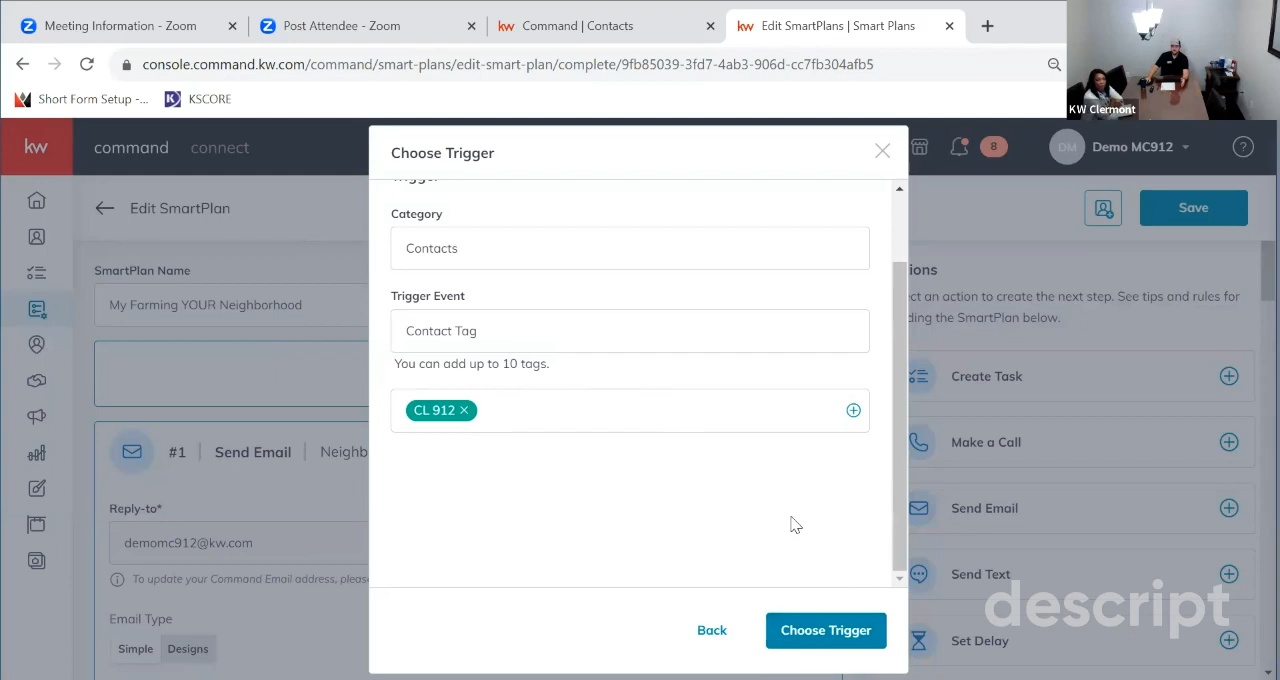 Meeting Information - Zoom
Post Attendee - Zoom
kw Command | Contacts
kw Edit SmartPlans | Smart Plans
console.command.kw.com/command/smart-plans/edit-smart-plan/complete/9fb85039-3fd7-4ab3-906d-cc7fb304afb5
Short Form Setup -...
KSCORE
KW Clermont
kw
command
connect
8
DM
Demo MC912
Edit SmartPlan
Save
SmartPlan Name
My Farming YOUR Neighborhood
#1
Send Email
Neighb
Reply-to*
demomc912@kw.com
To update your Command Email address, please
Email Type
Simple
Designs
Choose Trigger
Trigger
Category
Contacts
Trigger Event
Contact Tag
You can add up to 10 tags.
CL 912
Back
Choose Trigger
ions
ct an action to create the next step. See tips and rules for
ding the SmartPlan below.
Create Task
Make a Call
Send Email
Send Text
Set Delay
descript